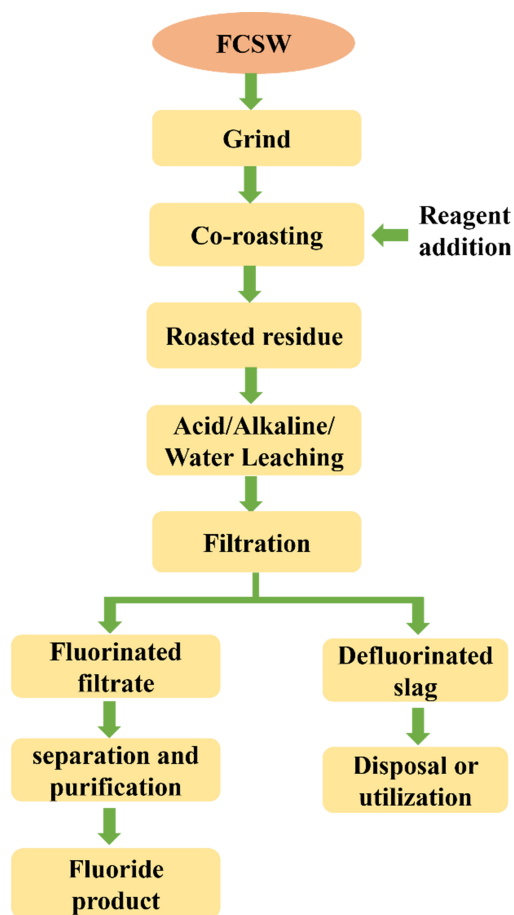 FCSW
Grind
Co-roasting
Reagent
addition
Roasted residue
Acid/Alkaline/
Water Leaching
Filtration
Fluorinated
filtrate
Defluorinated
slag
separation and
purification
Disposal or
utilization
Fluoride
product